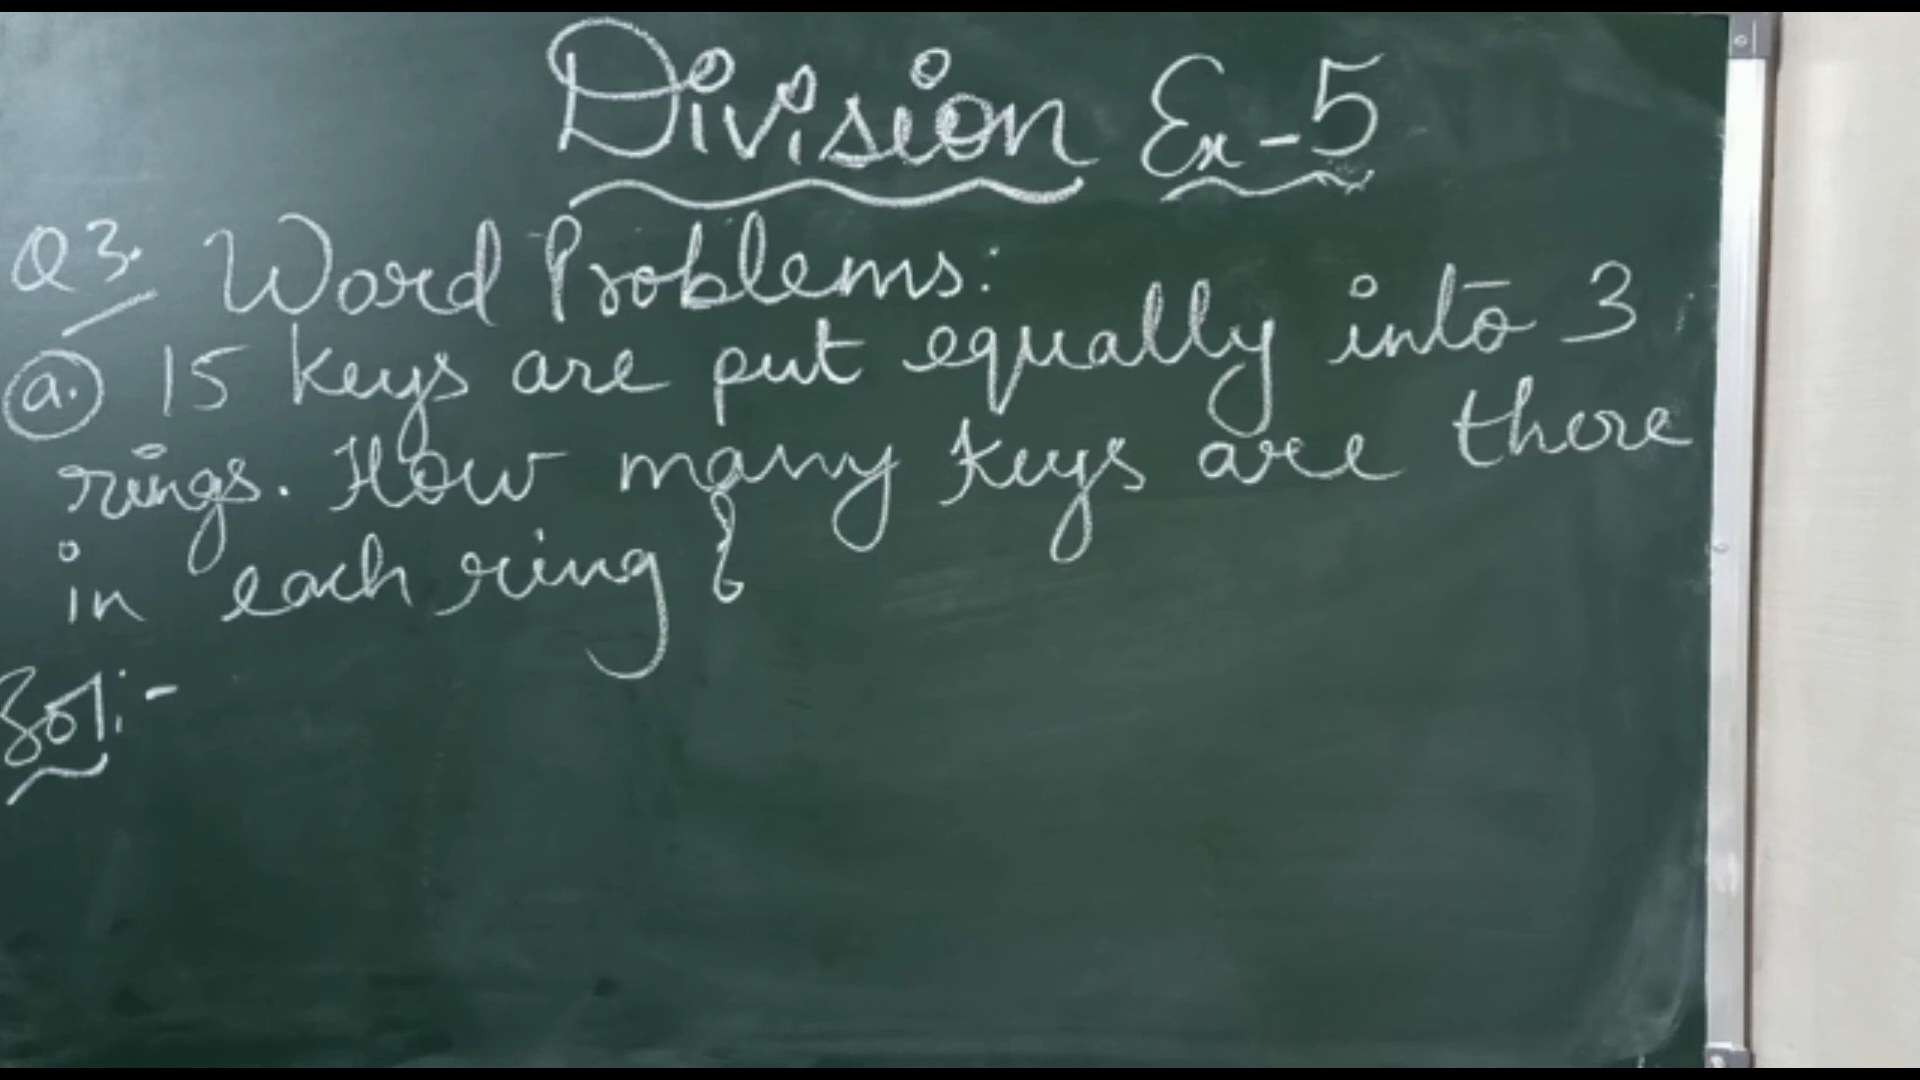 Division Ex-5
Q3. Word Problems:
a. 15 keys are put equally into 3
rings. How many keys are there
in each ring?
Sol:-